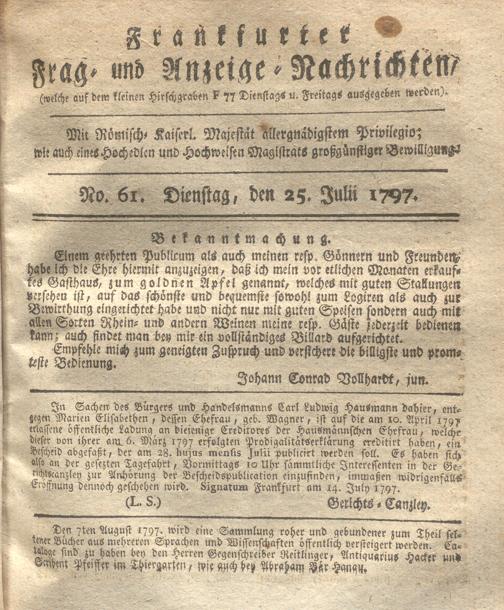 Frankfurter
Frag- und Anzeige-Nachrichten,
(welche auf dem kleinen Hirschgraben F 77 Dienstags u. Freitags ausgegeben werden).
Mit Römisch-Kaiserl. Majestät allergnädigstem Privilegio;
wie auch eines Hochedlen und Hochweisen Magistrats großgünstiger Bewilligung.
No. 61. Dienstag, den 25. Julii 1797.
Bekanntmachung.
Einem geehrten Publicum als auch meinen resp. Gönnern und Freunden,
habe ich die Ehre hiermit anzuzeigen, daß ich mein vor etlichen Monaten erkauf-
tes Gasthaus, zum goldnen Apfel genannt, welches mit guten Stallungen
versehen ist, auf das schönste und bequemste sowohl zum Logiren als auch zur
Bewirthung eingerichtet habe und nicht nur mit guten Speisen sondern auch mit
allen Sorten Rhein- und andern Weinen meine resp. Gäste jederzeit bedienen
kann; auch findet man bey mir ein vollständiges Billard aufgerichtet.
Empfehle mich zum geneigten Zuspruch und versichere die billigste und prom-
teste Bedienung.
Johann Conrad Vollhardt, jun.
In Sachen des Bürgers und Handelsmanns Carl Ludwig Hausmann dahier, ent-
gegen Marien Elisabethen, dessen Ehefrau, geb. Wagner, ist auf die am 10. April 1797
erlassene öffentliche Ladung an diejenige Creditores der Hausmännischen Ehefrau, welche
dieser von ihrer am 6. März 1797 erfolgten Prodigalitätserklärung creditirt haben, ein
Bescheid abgefaßt, der am 28. hujus mensis Julii publicirt werden soll. Es haben sich
also an der gesezten Tagefahrt, Vormittags 10 Uhr sämmtliche Interessenten in der Ge-
richtscanzley zur Anhörung der Bescheidspublication einzufinden, immaßen widrigenfalls
Eröffnung dennoch geschehen wird. Signatum Frankfurt am 14. July 1797.
(L. S.) Gerichts-Canzley.
Den 7ten August 1797. wird eine Sammlung roher und gebundener zum Theil sel-
tener Bücher aus mehreren Sprachen und Wissenschaften öffentlich versteigert werden. Ca-
taloge sind zu haben bey den Herren Gegenschreiber Reitlinger, Antiquarius Hacker und
Scribent Pfeiffer im Thiergarten, wie auch bey Abraham Bär Hanau.